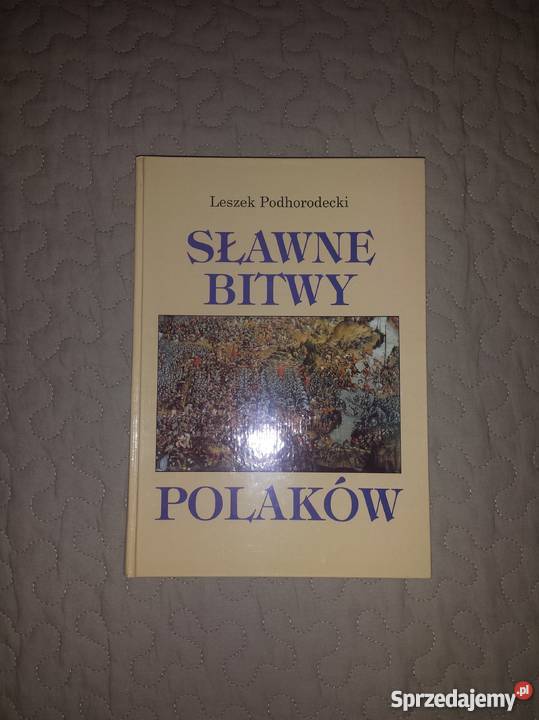 Leszek Podhorodecki
SŁAWNE
BITWY
POLAKÓW
Sprzedajemy.pl